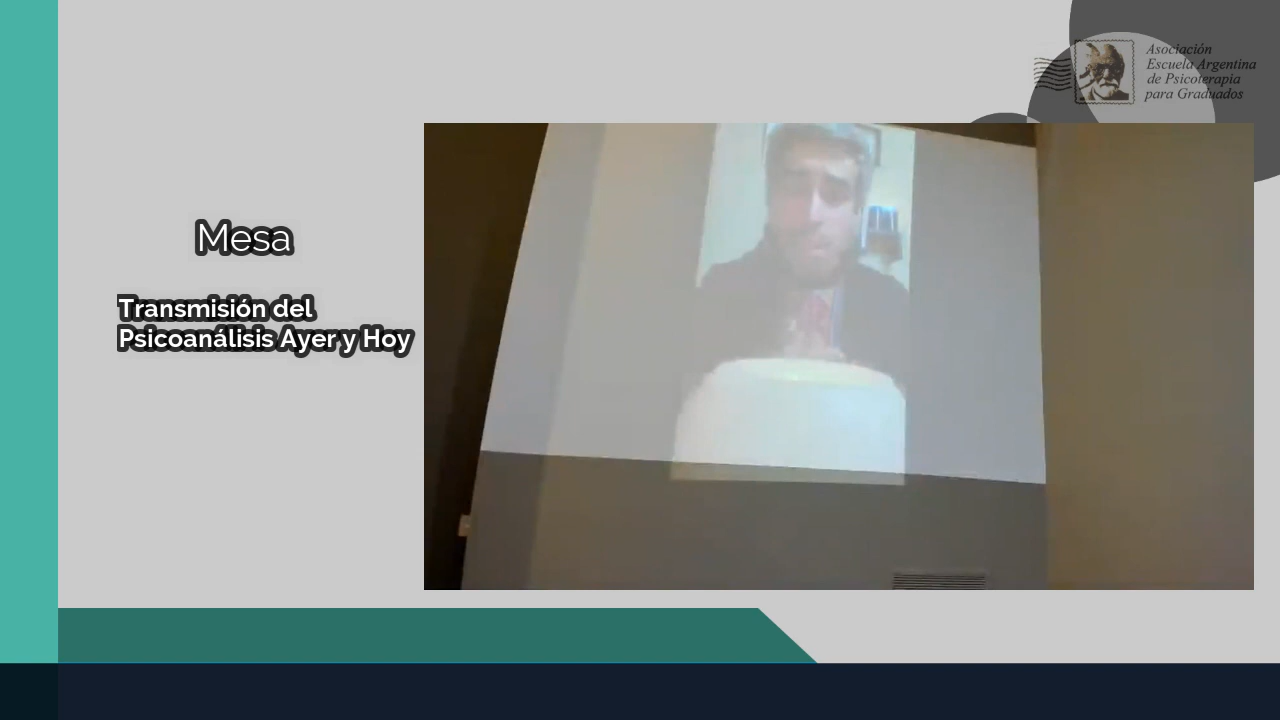 Asociación
Escuela Argentina
de Psicoterapia
para Graduados
Mesa
Transmisión del
Psicoanálisis Ayer y Hoy